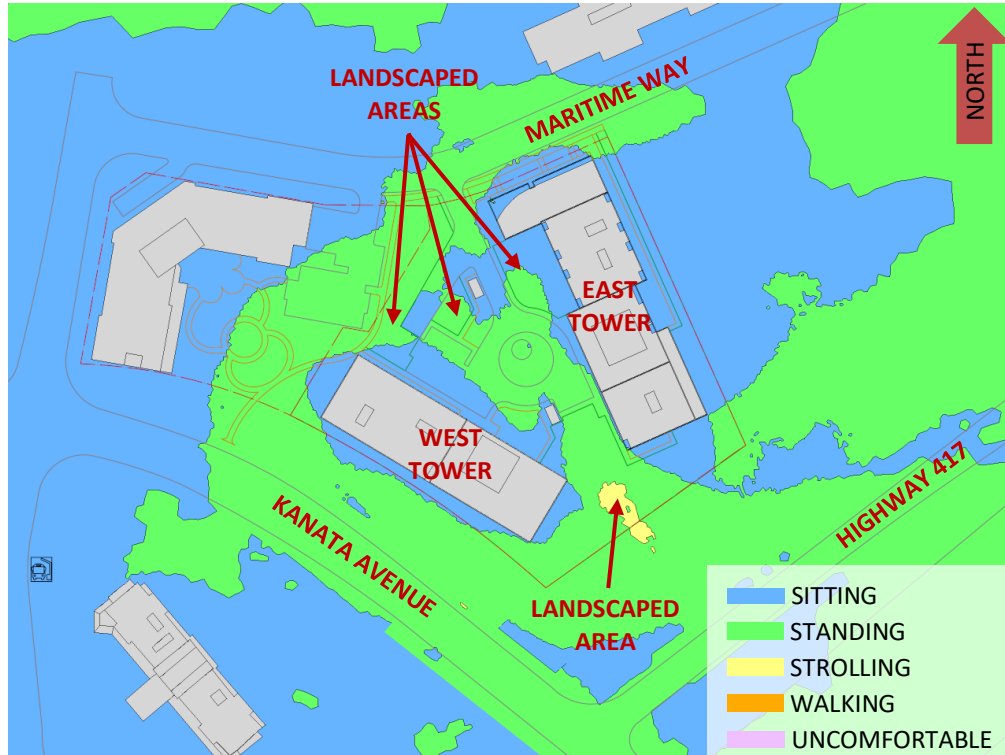 NORTH
LANDSCAPED
AREAS
MARITIME WAY
EAST
TOWER
WEST
TOWER
HIGHWAY 417
KANATA AVENUE
LANDSCAPED
AREA
SITTING
STANDING
STROLLING
WALKING
UNCOMFORTABLE